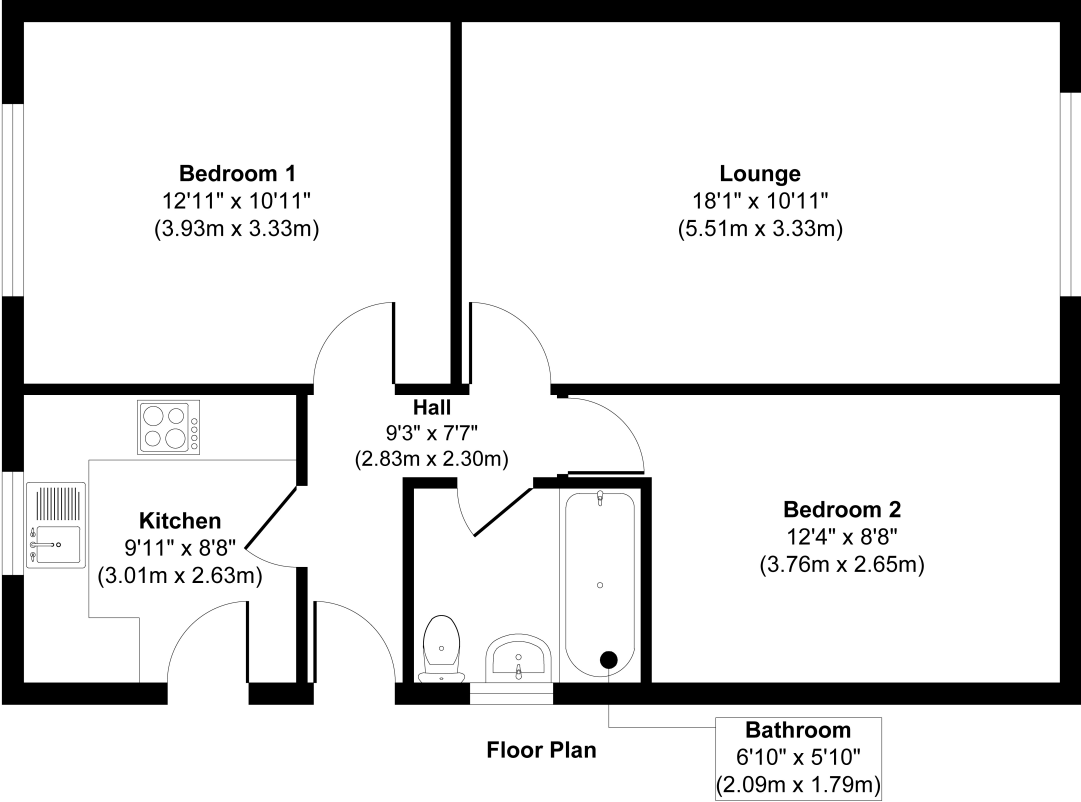 Bedroom 1
12'11" x 10'11"
(3.93m x 3.33m)
Lounge
18'1" x 10'11"
(5.51m x 3.33m)
Hall
9'3" x 7'7"
(2.83m x 2.30m)
Kitchen
9'11" x 8'8"
(3.01m x 2.63m)
Bedroom 2
12'4" x 8'8"
(3.76m x 2.65m)
Floor Plan
Bathroom
6'10" x 5'10"
(2.09m x 1.79m)